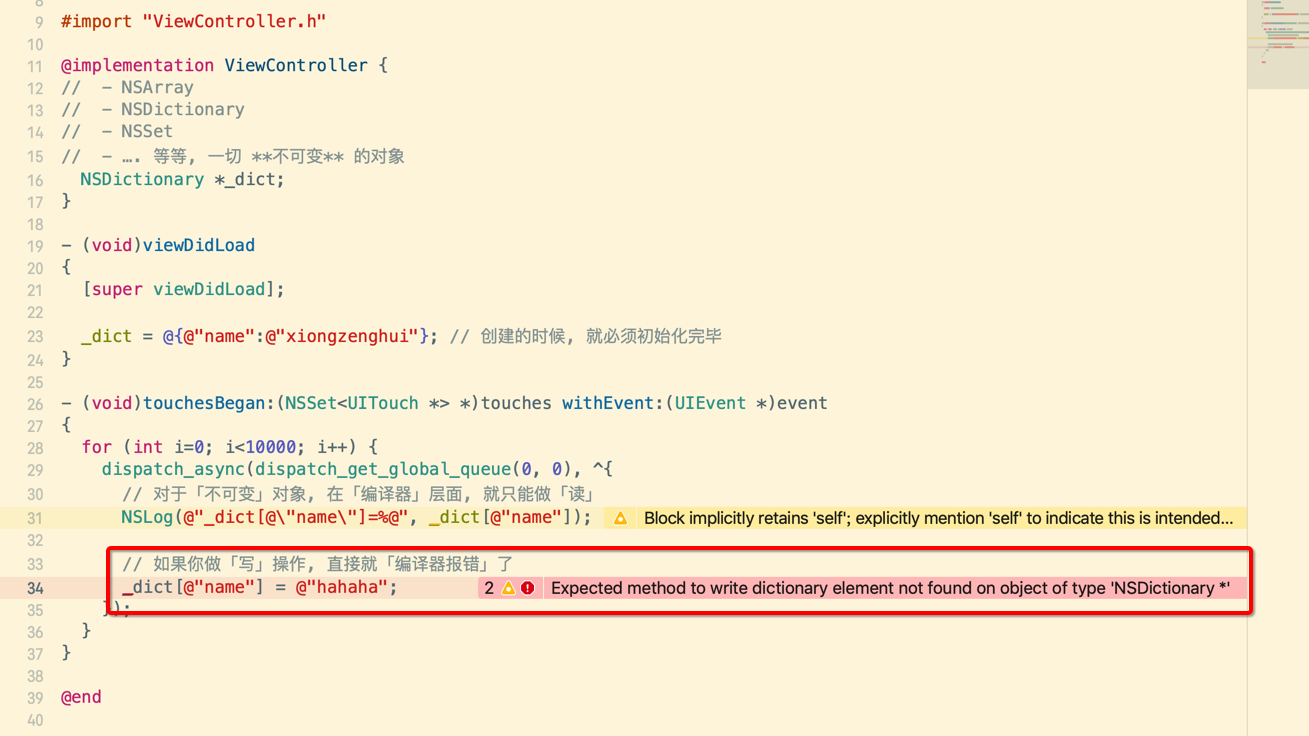 8
9 #import "ViewController.h"
10
11 @implementation ViewController {
12 //  - NSArray
13 //  - NSDictionary
14 //  - NSSet
15 //  - …. 等等, 一切 **不可变** 的对象
16   NSDictionary *_dict;
17 }
18
19 - (void)viewDidLoad
20 {
21   [super viewDidLoad];
22
23   _dict = @{@"name":@"xiongzenghui"}; // 创建的时候, 就必须初始化完毕
24 }
25
26 - (void)touchesBegan:(NSSet<UITouch *> *)touches withEvent:(UIEvent *)event
27 {
28   for (int i=0; i<10000; i++) {
29     dispatch_async(dispatch_get_global_queue(0, 0), ^{
30       // 对于「不可变」对象, 在「编译器」层面, 就只能做「读」
31       NSLog(@"_dict[@\"name\"]=%@", _dict[@"name"]); Block implicitly retains 'self'; explicitly mention 'self' to indicate this is intended...
32
33       // 如果你做「写」操作, 直接就「编译器报错」了
34       _dict[@"name"] = @"hahaha"; 2 Expected method to write dictionary element not found on object of type 'NSDictionary *'
35     });
36   }
37 }
38
39 @end
40